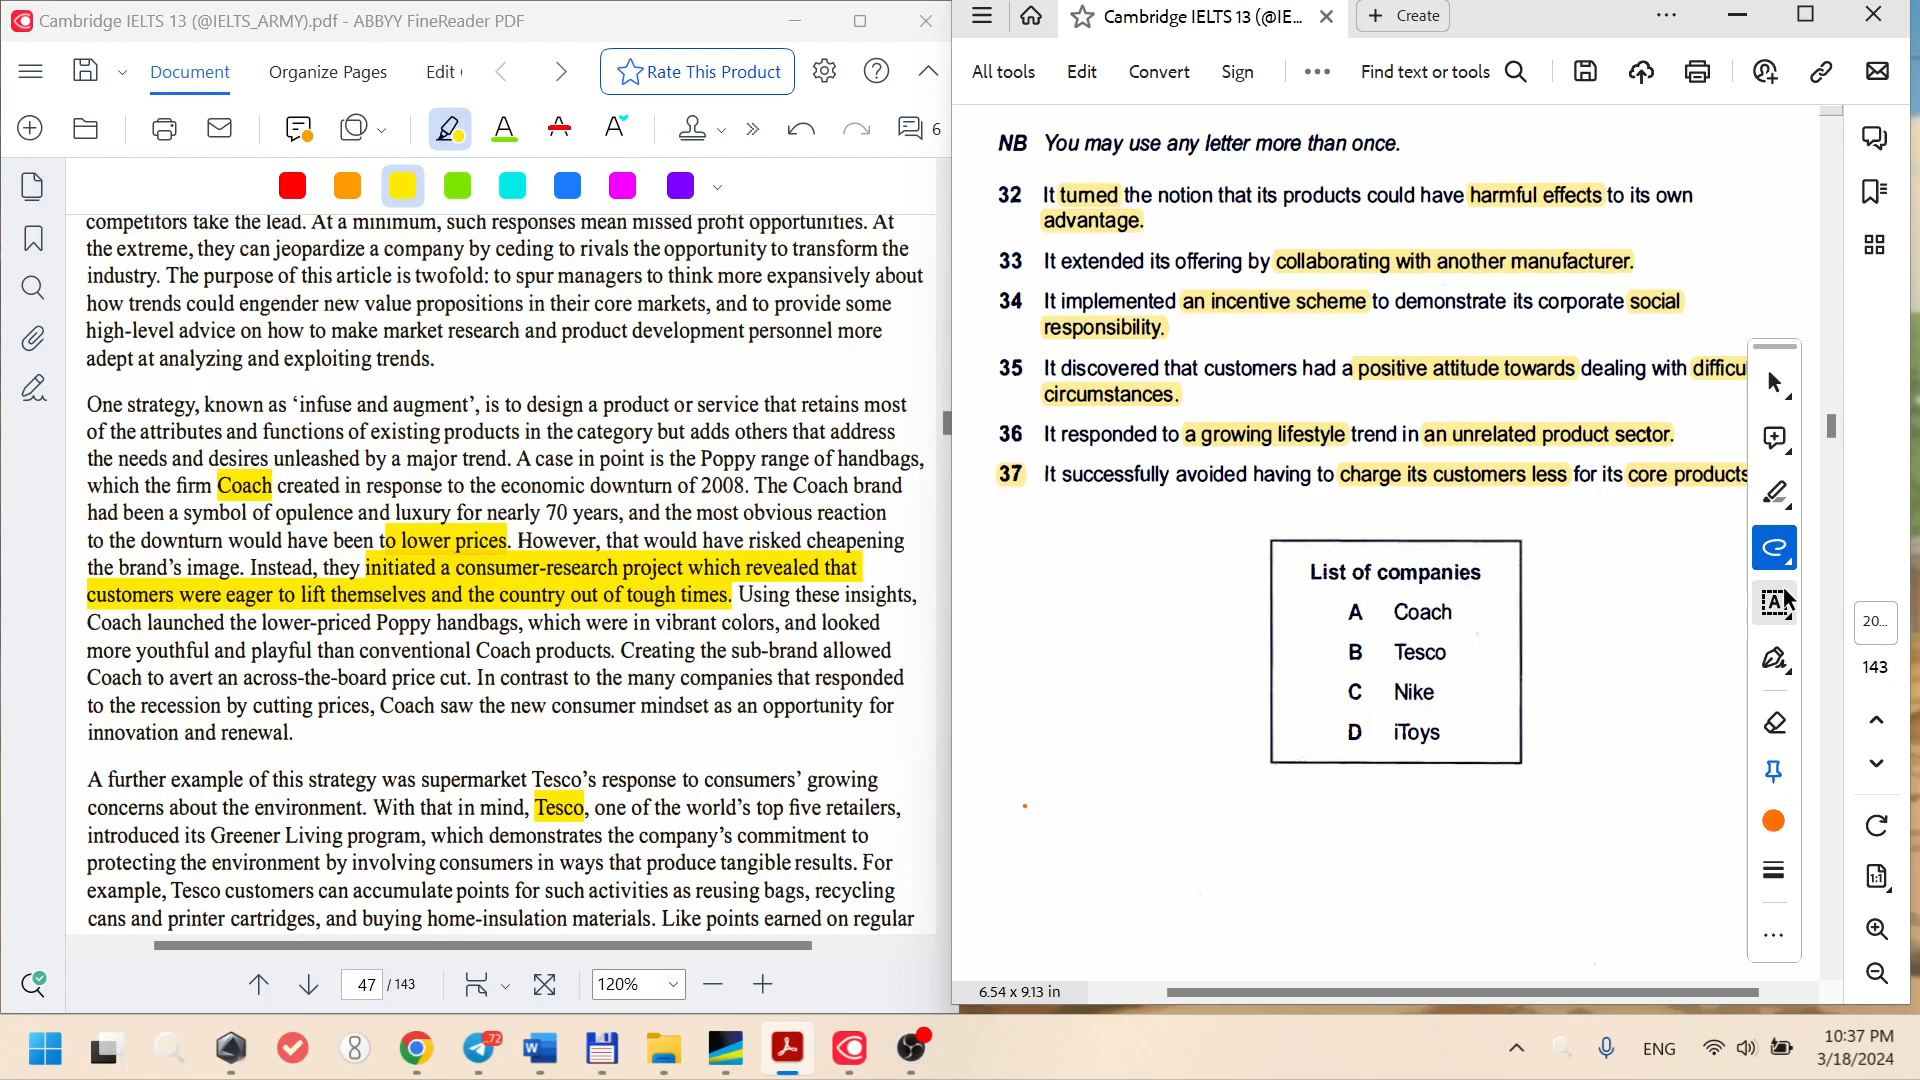 Cambridge IELTS 13 (@IELTS_ARMY).pdf - ABBYY FineReader PDF
Document
Organize Pages
Edit
Rate This Product
6
competitors take the lead. At a minimum, such responses mean missed profit opportunities. At
the extreme, they can jeopardize a company by ceding to rivals the opportunity to transform the
industry. The purpose of this article is twofold: to spur managers to think more expansively about
how trends could engender new value propositions in their core markets, and to provide some
high-level advice on how to make market research and product development personnel more
adept at analyzing and exploiting trends.
One strategy, known as ‘infuse and augment’, is to design a product or service that retains most
of the attributes and functions of existing products in the category but adds others that address
the needs and desires unleashed by a major trend. A case in point is the Poppy range of handbags,
which the firm Coach created in response to the economic downturn of 2008. The Coach brand
had been a symbol of opulence and luxury for nearly 70 years, and the most obvious reaction
to the downturn would have been to lower prices. However, that would have risked cheapening
the brand’s image. Instead, they initiated a consumer-research project which revealed that
customers were eager to lift themselves and the country out of tough times. Using these insights,
Coach launched the lower-priced Poppy handbags, which were in vibrant colors, and looked
more youthful and playful than conventional Coach products. Creating the sub-brand allowed
Coach to avert an across-the-board price cut. In contrast to the many companies that responded
to the recession by cutting prices, Coach saw the new consumer mindset as an opportunity for
innovation and renewal.
A further example of this strategy was supermarket Tesco’s response to consumers’ growing
concerns about the environment. With that in mind, Tesco, one of the world’s top five retailers,
introduced its Greener Living program, which demonstrates the company’s commitment to
protecting the environment by involving consumers in ways that produce tangible results. For
example, Tesco customers can accumulate points for such activities as reusing bags, recycling
cans and printer cartridges, and buying home-insulation materials. Like points earned on regular
47 / 143
120%
Cambridge IELTS 13 (@IE...
Create
All tools
Edit
Convert
Sign
Find text or tools
NB You may use any letter more than once.
32 It turned the notion that its products could have harmful effects to its own
advantage.
33 It extended its offering by collaborating with another manufacturer.
34 It implemented an incentive scheme to demonstrate its corporate social
responsibility.
35 It discovered that customers had a positive attitude towards dealing with difficu
circumstances.
36 It responded to a growing lifestyle trend in an unrelated product sector.
37 It successfully avoided having to charge its customers less for its core products
List of companies
A Coach
B Tesco
C Nike
D iToys
20...
143
6.54 x 9.13 in
72
ENG
10:37 PM
3/18/2024